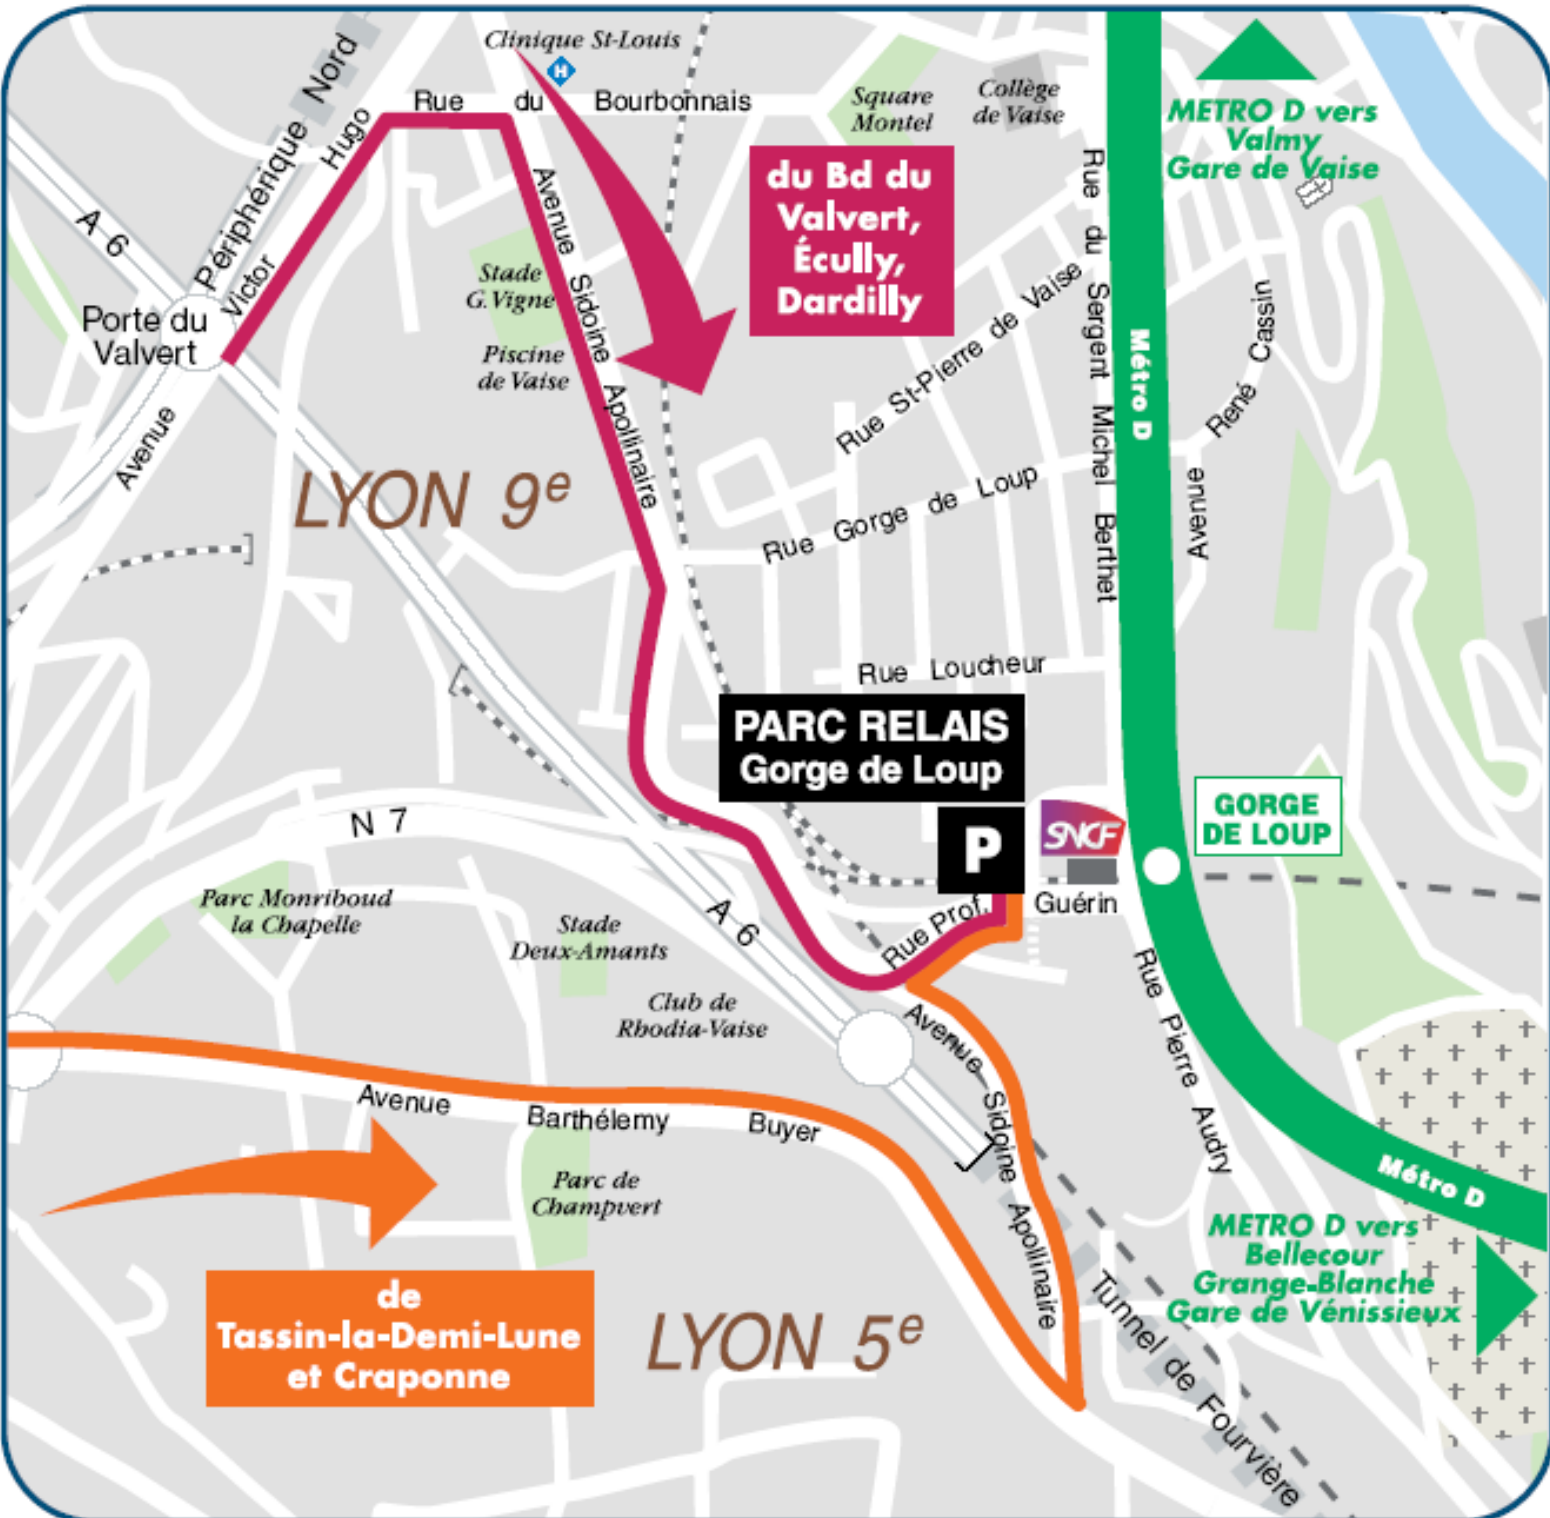 Clinique St-Louis
H
Rue du Bourbonnais
Square
Montel
Collège
de Vaise
METRO D vers
Valmy
Gare de Vaise
Périphérique Nord
Avenue Victor Hugo
A 6
Porte du
Valvert
du Bd du
Valvert,
Écully,
Dardilly
Stade
G.Vigne
Piscine
de Vaise
Avenue Sidoine Apollinaire
Rue St-Pierre de Vaise
Rue du Sergent Michel Berthet
Métro D
Avenue René Cassin
LYON 9e
Rue Gorge de Loup
Rue Loucheur
PARC RELAIS
Gorge de Loup
P
SNCF
GORGE
DE LOUP
N 7
Rue Prof. Guérin
Parc Monriboud
la Chapelle
Stade
Deux-Amants
A 6
Club de
Rhodia-Vaise
Avenue Sidoine Apollinaire
Rue Pierre Audry
Avenue Barthélemy Buyer
Parc de
Champvert
Métro D
METRO D vers
Bellecour
Grange-Blanche
Gare de Vénissieux
de
Tassin-la-Demi-Lune
et Craponne
LYON 5e
Tunnel de Fourvière